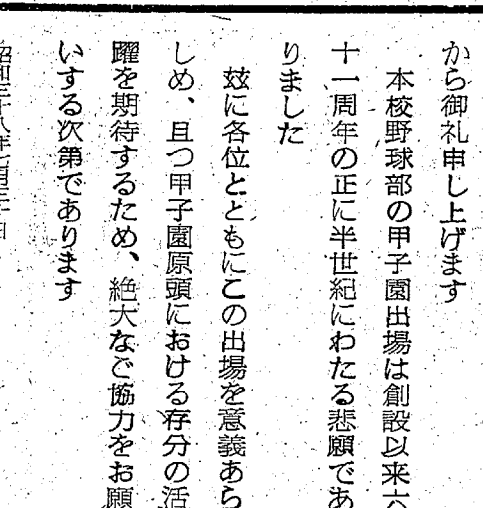 から御礼申し上げます
本校野球部の甲子園出場は創設以来六
十一周年の正に半世紀にわたる悲願であ
りました
玆に各位とともにこの出場を意義あら
しめ、且つ甲子園原頭における存分の活
躍を期待するため、絶大なご協力をお願
いする次第であります